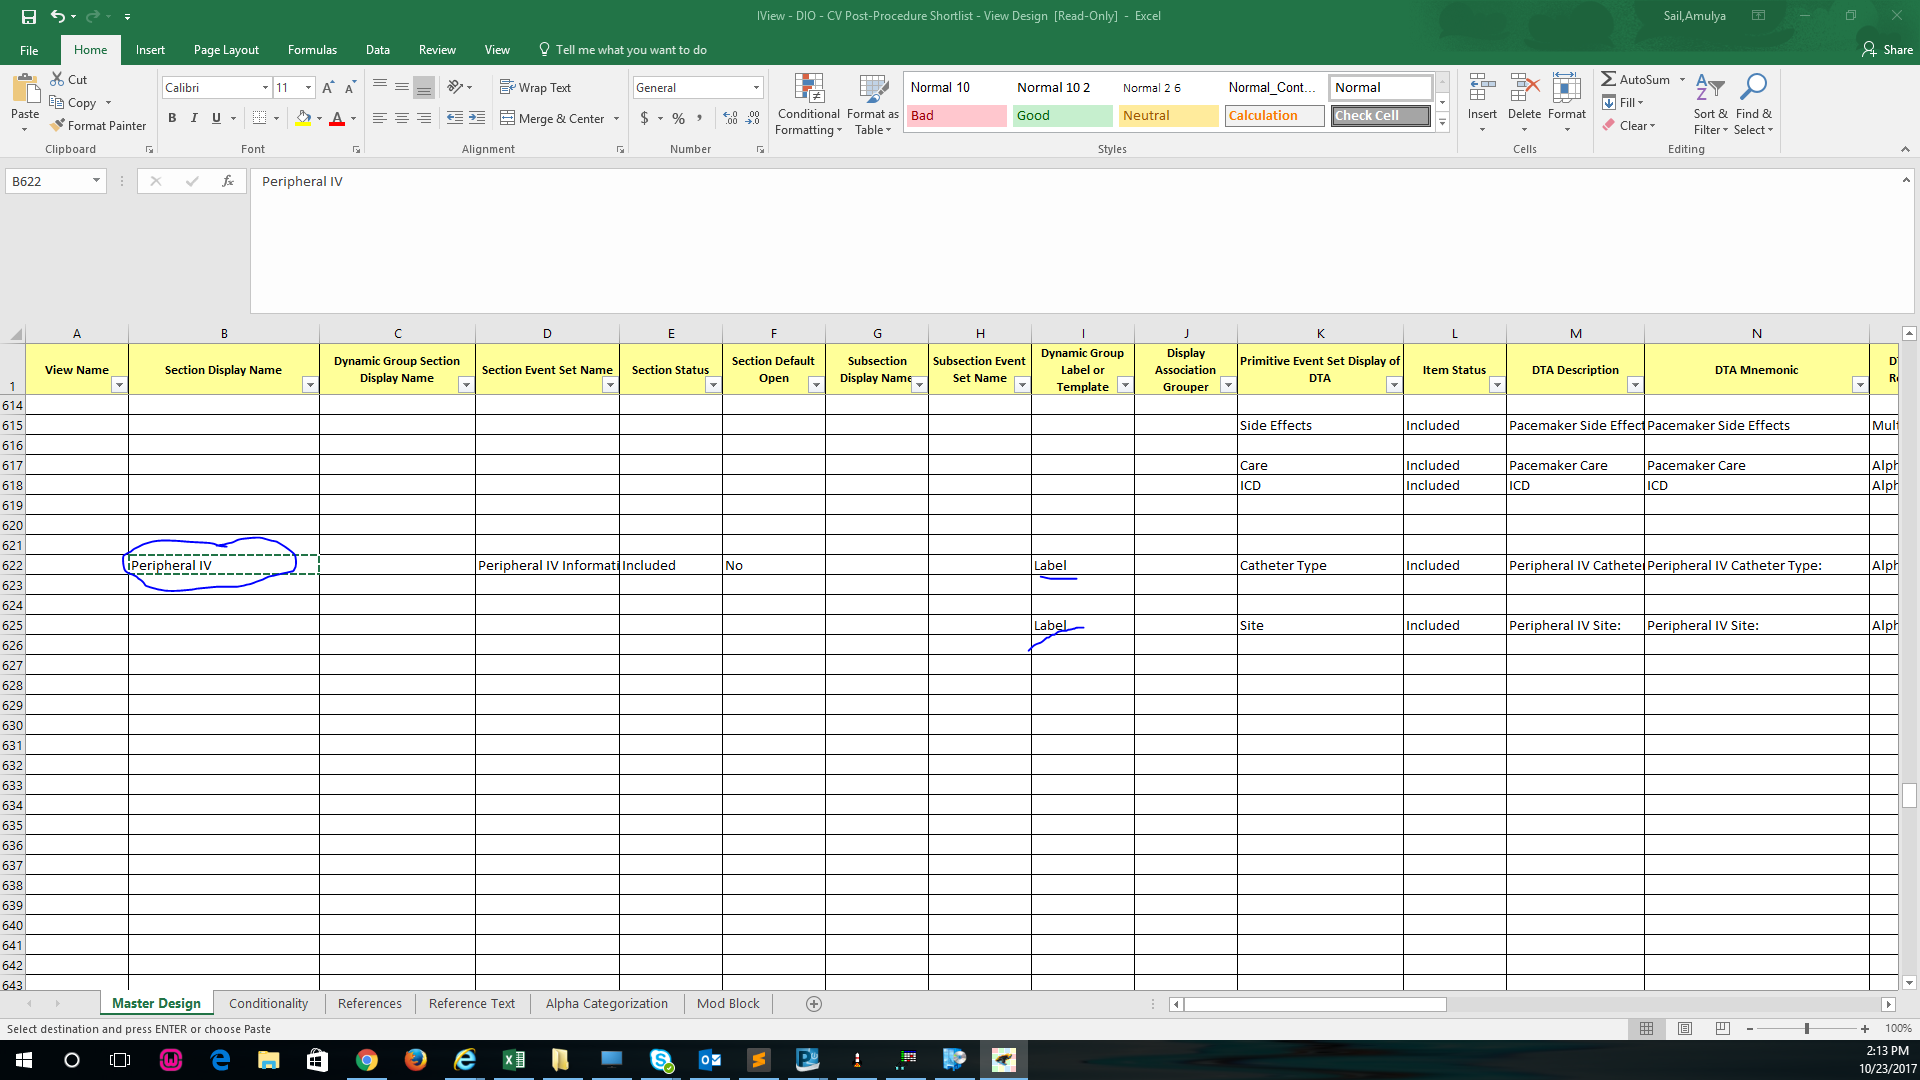 IView - DIO - CV Post-Procedure Shortlist - View Design [Read-Only] - Excel
Sail,Amulya
File Home Insert Page Layout Formulas Data Review View Tell me what you want to do
Share
Paste
Cut
Copy
Format Painter
Clipboard
Calibri 11
B I U
Font
Wrap Text
Merge & Center
Alignment
General
$ % ,
Number
Conditional Formatting
Format as Table
Normal 10 Normal 10 2 Normal 2 6 Normal_Cont... Normal
Bad Good Neutral Calculation Check Cell
Styles
Insert Delete Format
Cells
AutoSum
Fill
Clear
Sort & Filter
Find & Select
Editing
B622 fx Peripheral IV
A B C D E F G H I J K L M N
1 View Name Section Display Name Dynamic Group Section Display Name Section Event Set Name Section Status Section Default Open Subsection Display Name Subsection Event Set Name Dynamic Group Label or Template Display Association Grouper Primitive Event Set Display of DTA Item Status DTA Description DTA Mnemonic
614
615 Side Effects Included Pacemaker Side Effect Pacemaker Side Effects Mul
616
617 Care Included Pacemaker Care Pacemaker Care Alph
618 ICD Included ICD ICD Alph
619
620
621
622 Peripheral IV Peripheral IV Informati Included No Label Catheter Type Included Peripheral IV Cathete Peripheral IV Catheter Type: Alph
623
624
625 Label Site Included Peripheral IV Site: Peripheral IV Site: Alph
626
627
628
629
630
631
632
633
634
635
636
637
638
639
640
641
642
643
Master Design Conditionality References Reference Text Alpha Categorization Mod Block
Select destination and press ENTER or choose Paste
100%
2:13 PM
10/23/2017